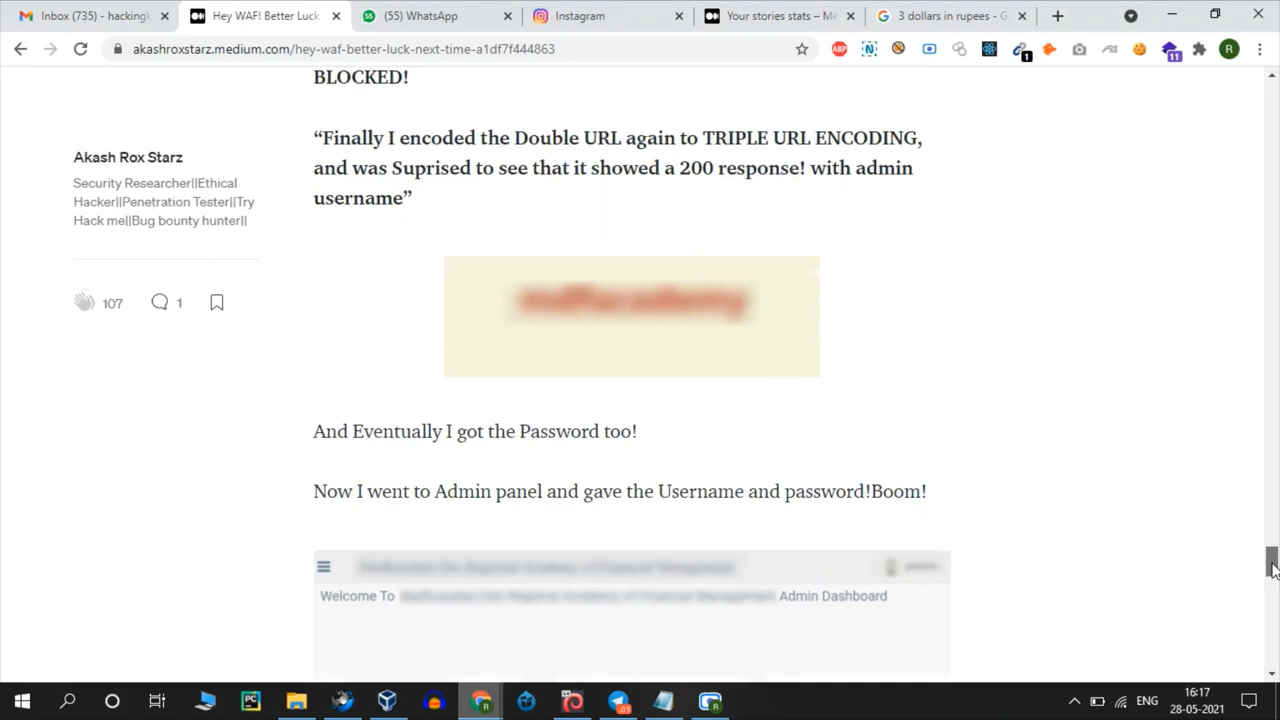 Inbox (735) - hackingk
Hey WAF! Better Luck
(55) WhatsApp
Instagram
Your stories stats – Me
3 dollars in rupees - G
akashroxstarz.medium.com/hey-waf-better-luck-next-time-a1df7f444863
ABP
N
1
11
R
BLOCKED!
“Finally I encoded the Double URL again to TRIPLE URL ENCODING,
and was Suprised to see that it showed a 200 response! with admin
username”
Akash Rox Starz
Security Researcher||Ethical
Hacker||Penetration Tester||Try
Hack me||Bug bounty hunter||
107
1
And Eventually I got the Password too!
Now I went to Admin panel and gave the Username and password!Boom!
Welcome To
Admin Dashboard
ENG
16:17
28-05-2021